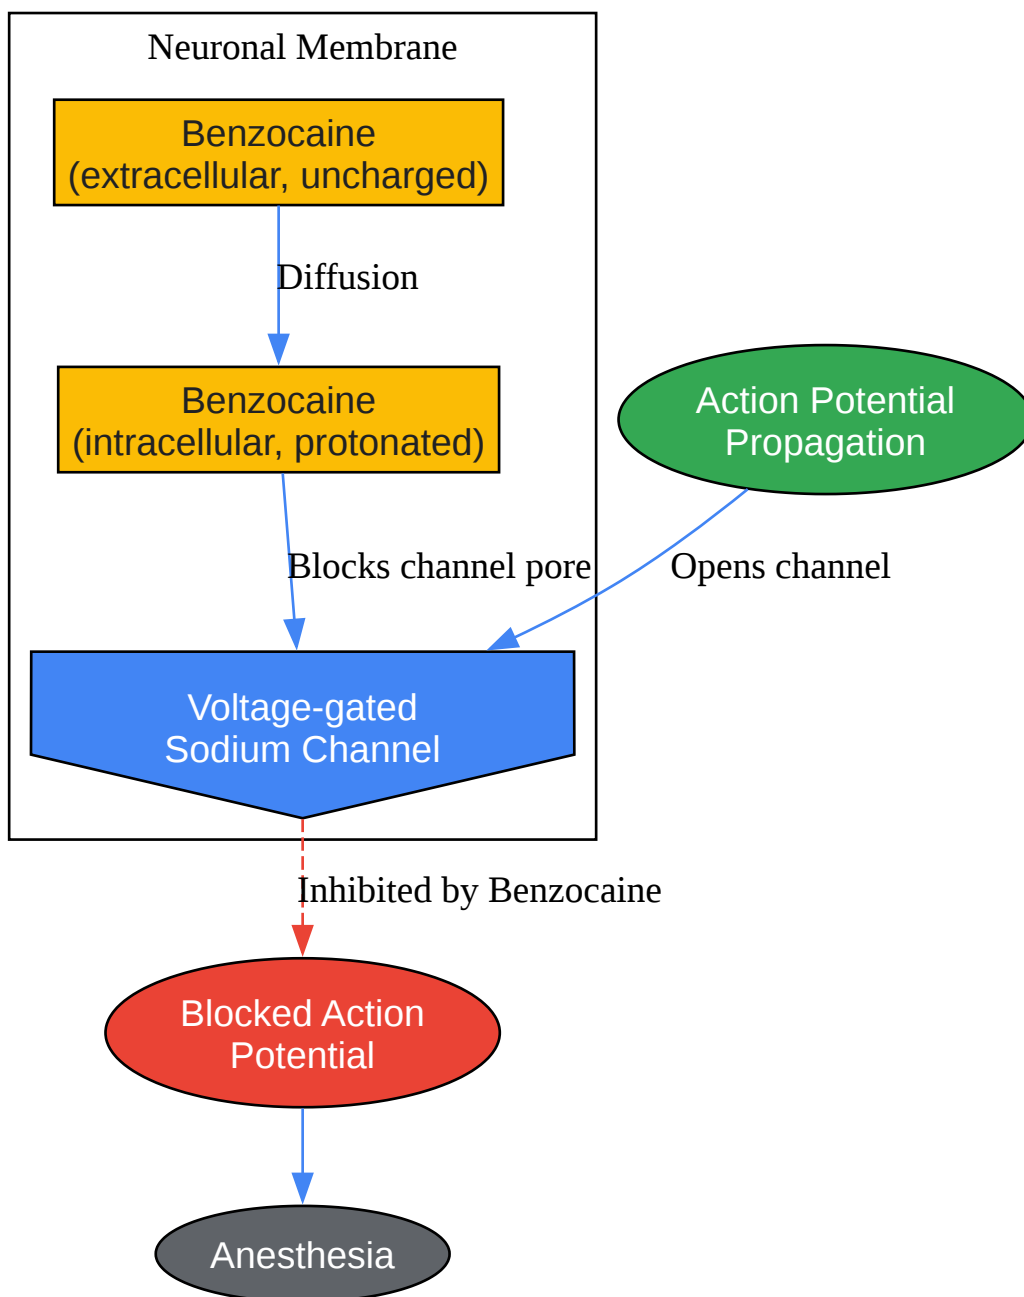 Neuronal Membrane
Benzocaine
(extracellular, uncharged)
Diffusion
Benzocaine
(intracellular, protonated)
Action Potential
Propagation
Blocks channel pore
Opens channel
Voltage-gated
Sodium Channel
Inhibited by Benzocaine
Blocked Action
Potential
Anesthesia